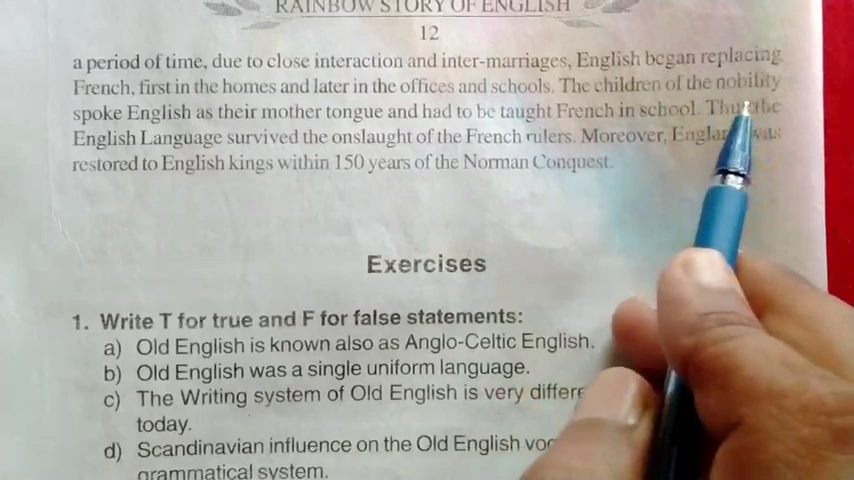 RAINBOW STORY OF ENGLISH
12
a period of time, due to close interaction and inter-marriages, English began replacing
French, first in the homes and later in the offices and schools. The children of the nobility
spoke English as their mother tongue and had to be taught French in school. Thus the
English Language survived the onslaught of the French rulers. Moreover, England was
restored to English kings within 150 years of the Norman Conquest.
Exercises
1. Write T for true and F for false statements:
a) Old English is known also as Anglo-Celtic English.
b) Old English was a single uniform language.
c) The Writing system of Old English is very
today.
d) Scandinavian influence on the Old English
grammatical system.